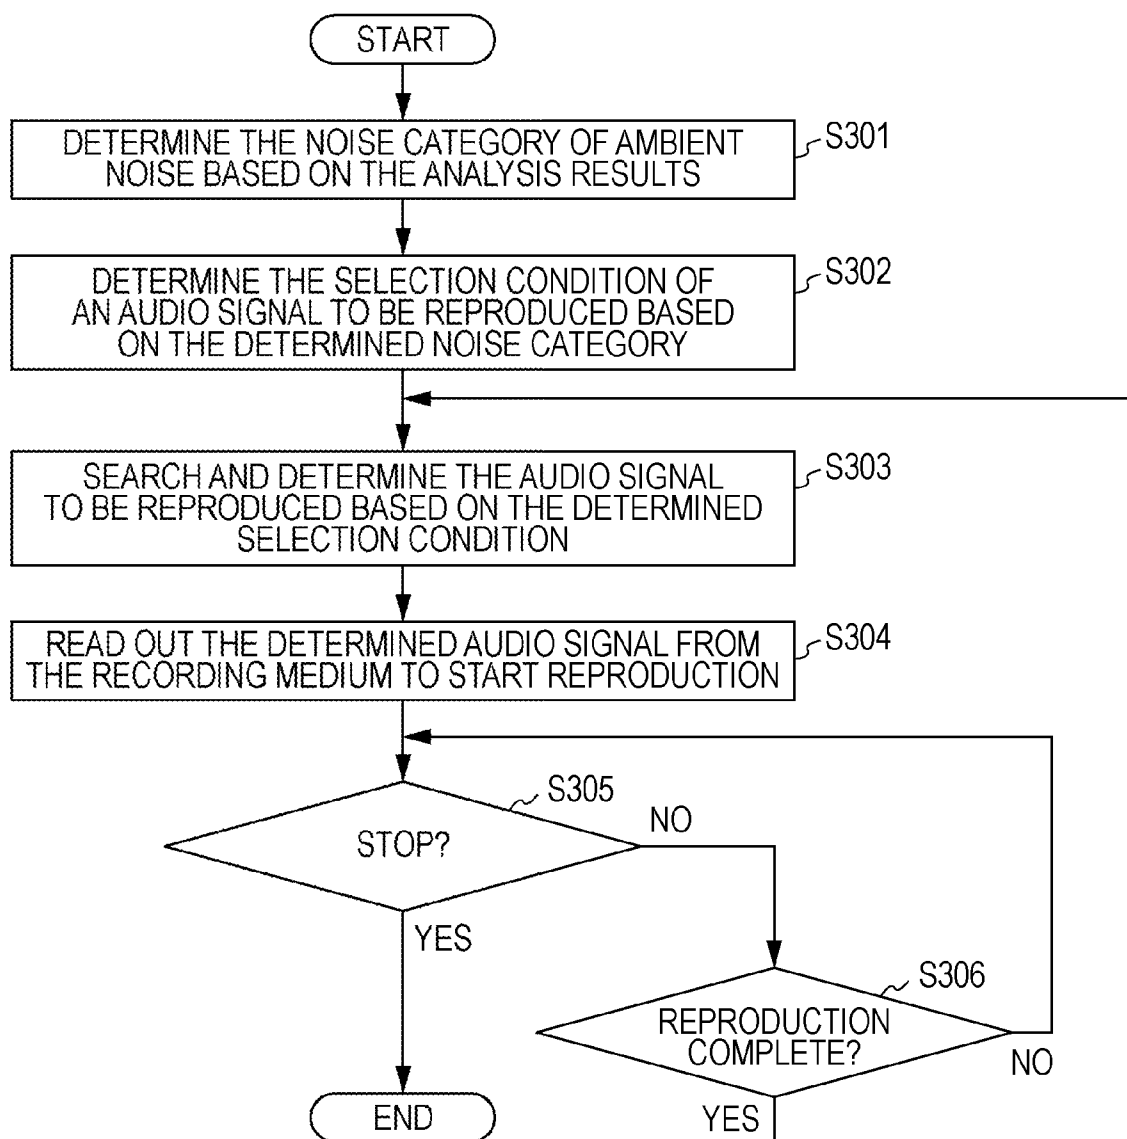 START
DETERMINE THE NOISE CATEGORY OF AMBIENT
NOISE BASED ON THE ANALYSIS RESULTS
S301
DETERMINE THE SELECTION CONDITION OF
AN AUDIO SIGNAL TO BE REPRODUCED BASED
ON THE DETERMINED NOISE CATEGORY
S302
SEARCH AND DETERMINE THE AUDIO SIGNAL
TO BE REPRODUCED BASED ON THE DETERMINED
SELECTION CONDITION
S303
READ OUT THE DETERMINED AUDIO SIGNAL FROM
THE RECORDING MEDIUM TO START REPRODUCTION
S304
STOP?
S305
NO
YES
REPRODUCTION
COMPLETE?
S306
NO
YES
END